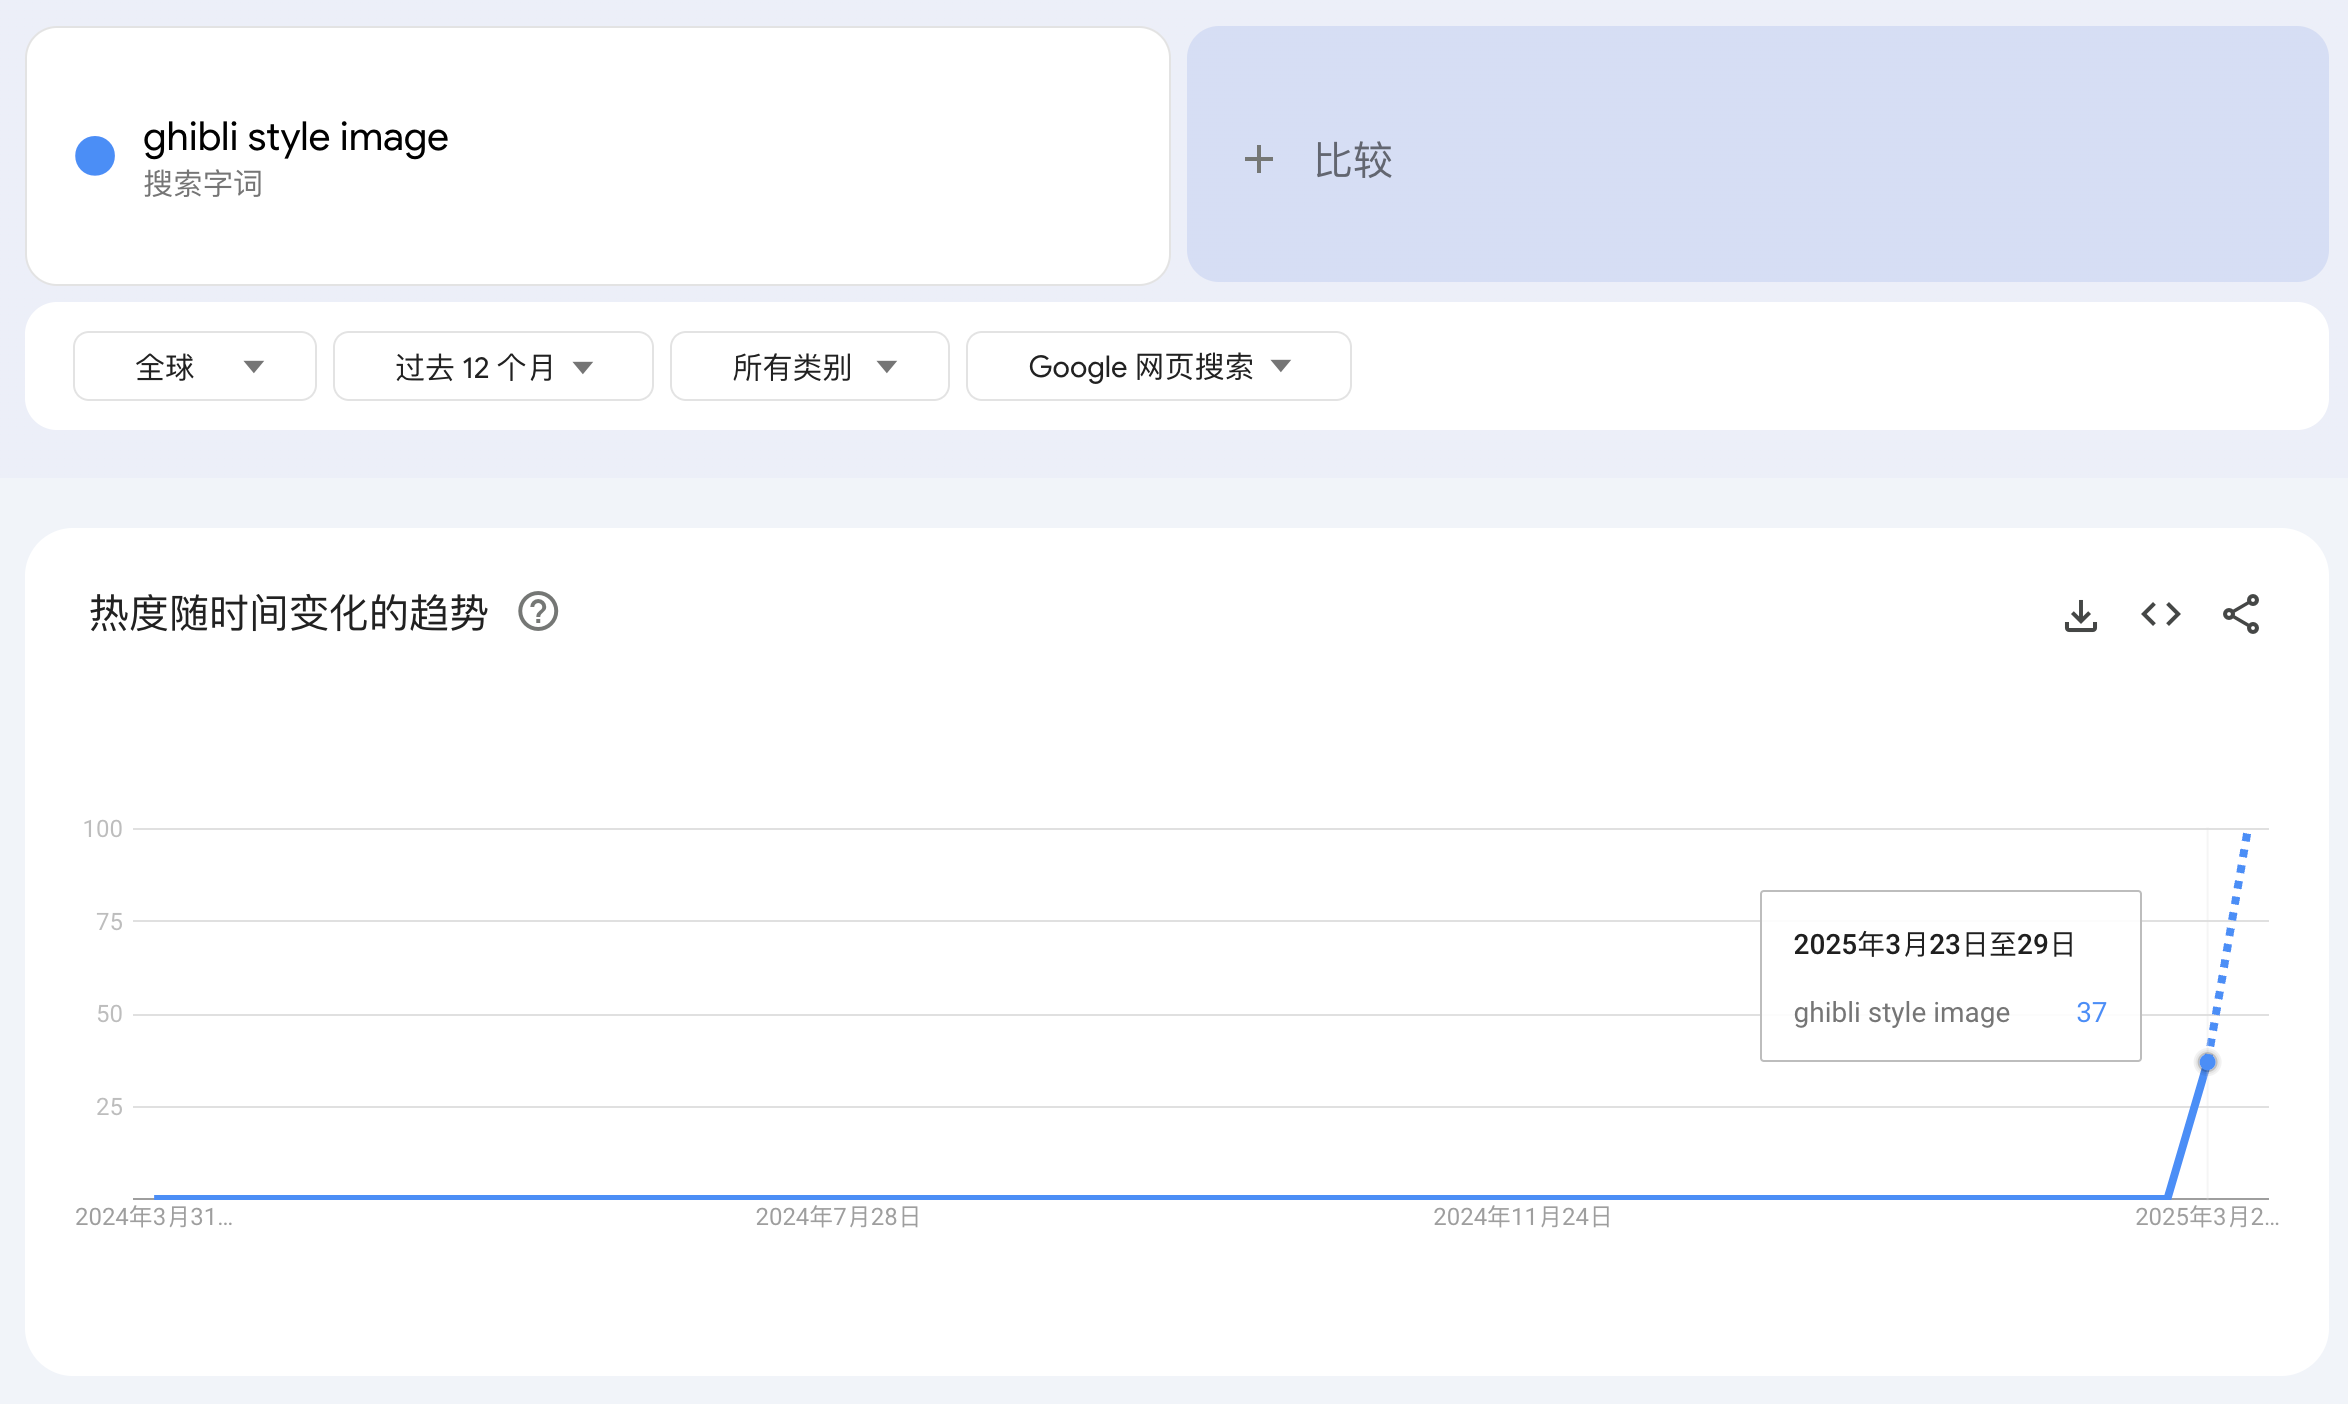 ghibli style image
搜索字词
+ 比较
全球
过去 12 个月
所有类别
Google 网页搜索
热度随时间变化的趋势
100
75
50
25
2025年3月23日至29日
ghibli style image 37
2024年3月31...
2024年7月28日
2024年11月24日
2025年3月2...